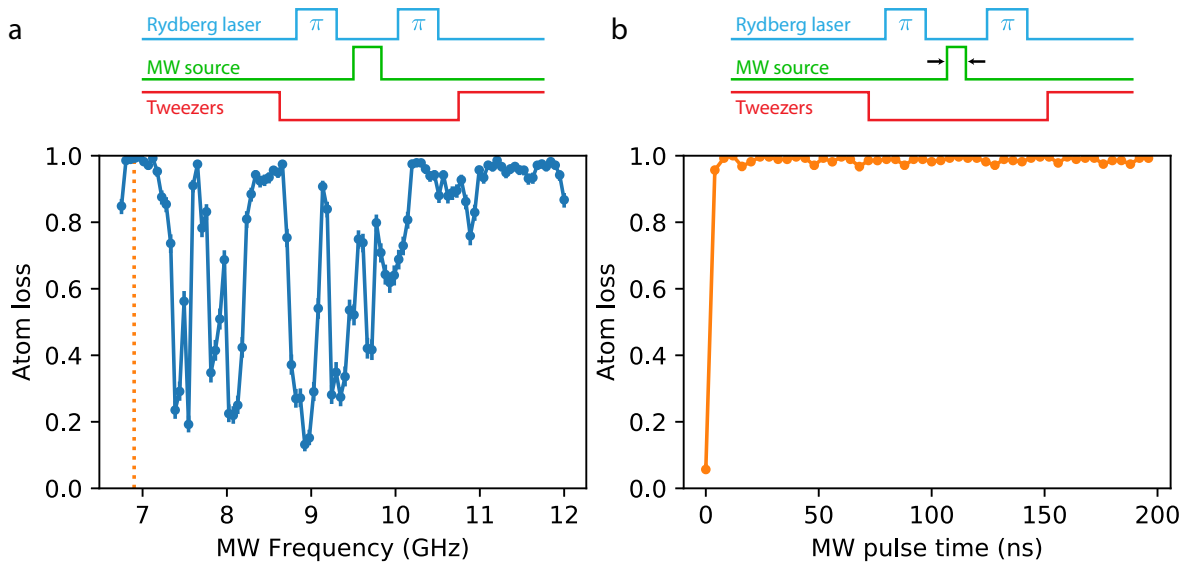 a
Rydberg laser
π π
MW source
Tweezers
1.0
0.8
0.6
0.4
0.2
0.0
Atom loss
7 8 9 10 11 12
MW Frequency (GHz)
b
Rydberg laser
π π
MW source
Tweezers
1.0
0.8
0.6
0.4
0.2
0.0
Atom loss
0 50 100 150 200
MW pulse time (ns)